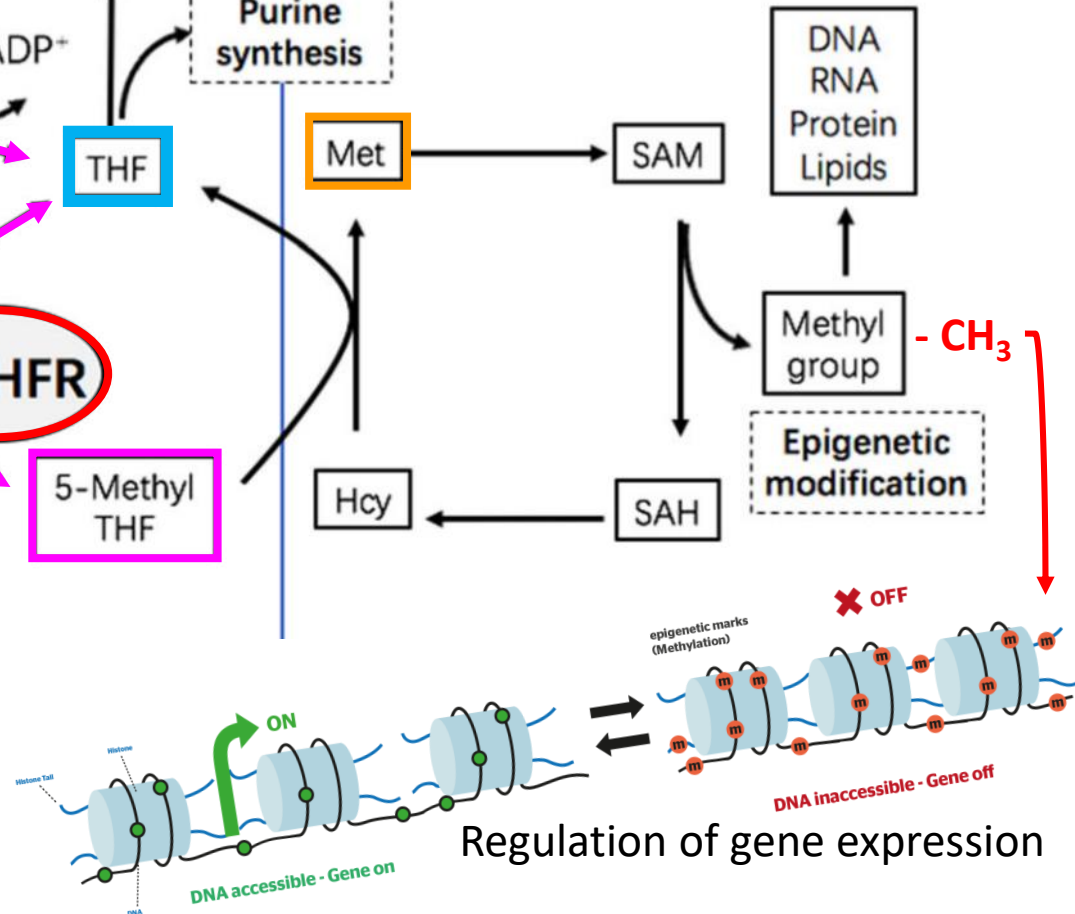 Purine
synthesis
ADP+
THF
Met
SAM
DNA
RNA
Protein
Lipids
Methyl
group
- CH3
HFR
Epigenetic
modification
5-Methyl
THF
Hcy
SAH
epigenetic marks
(Methylation)
OFF
m m m m m m m m m m m m m m m
ON
Histone
Histone Tail
DNA inaccessible - Gene off
Regulation of gene expression
DNA accessible - Gene on
DNA